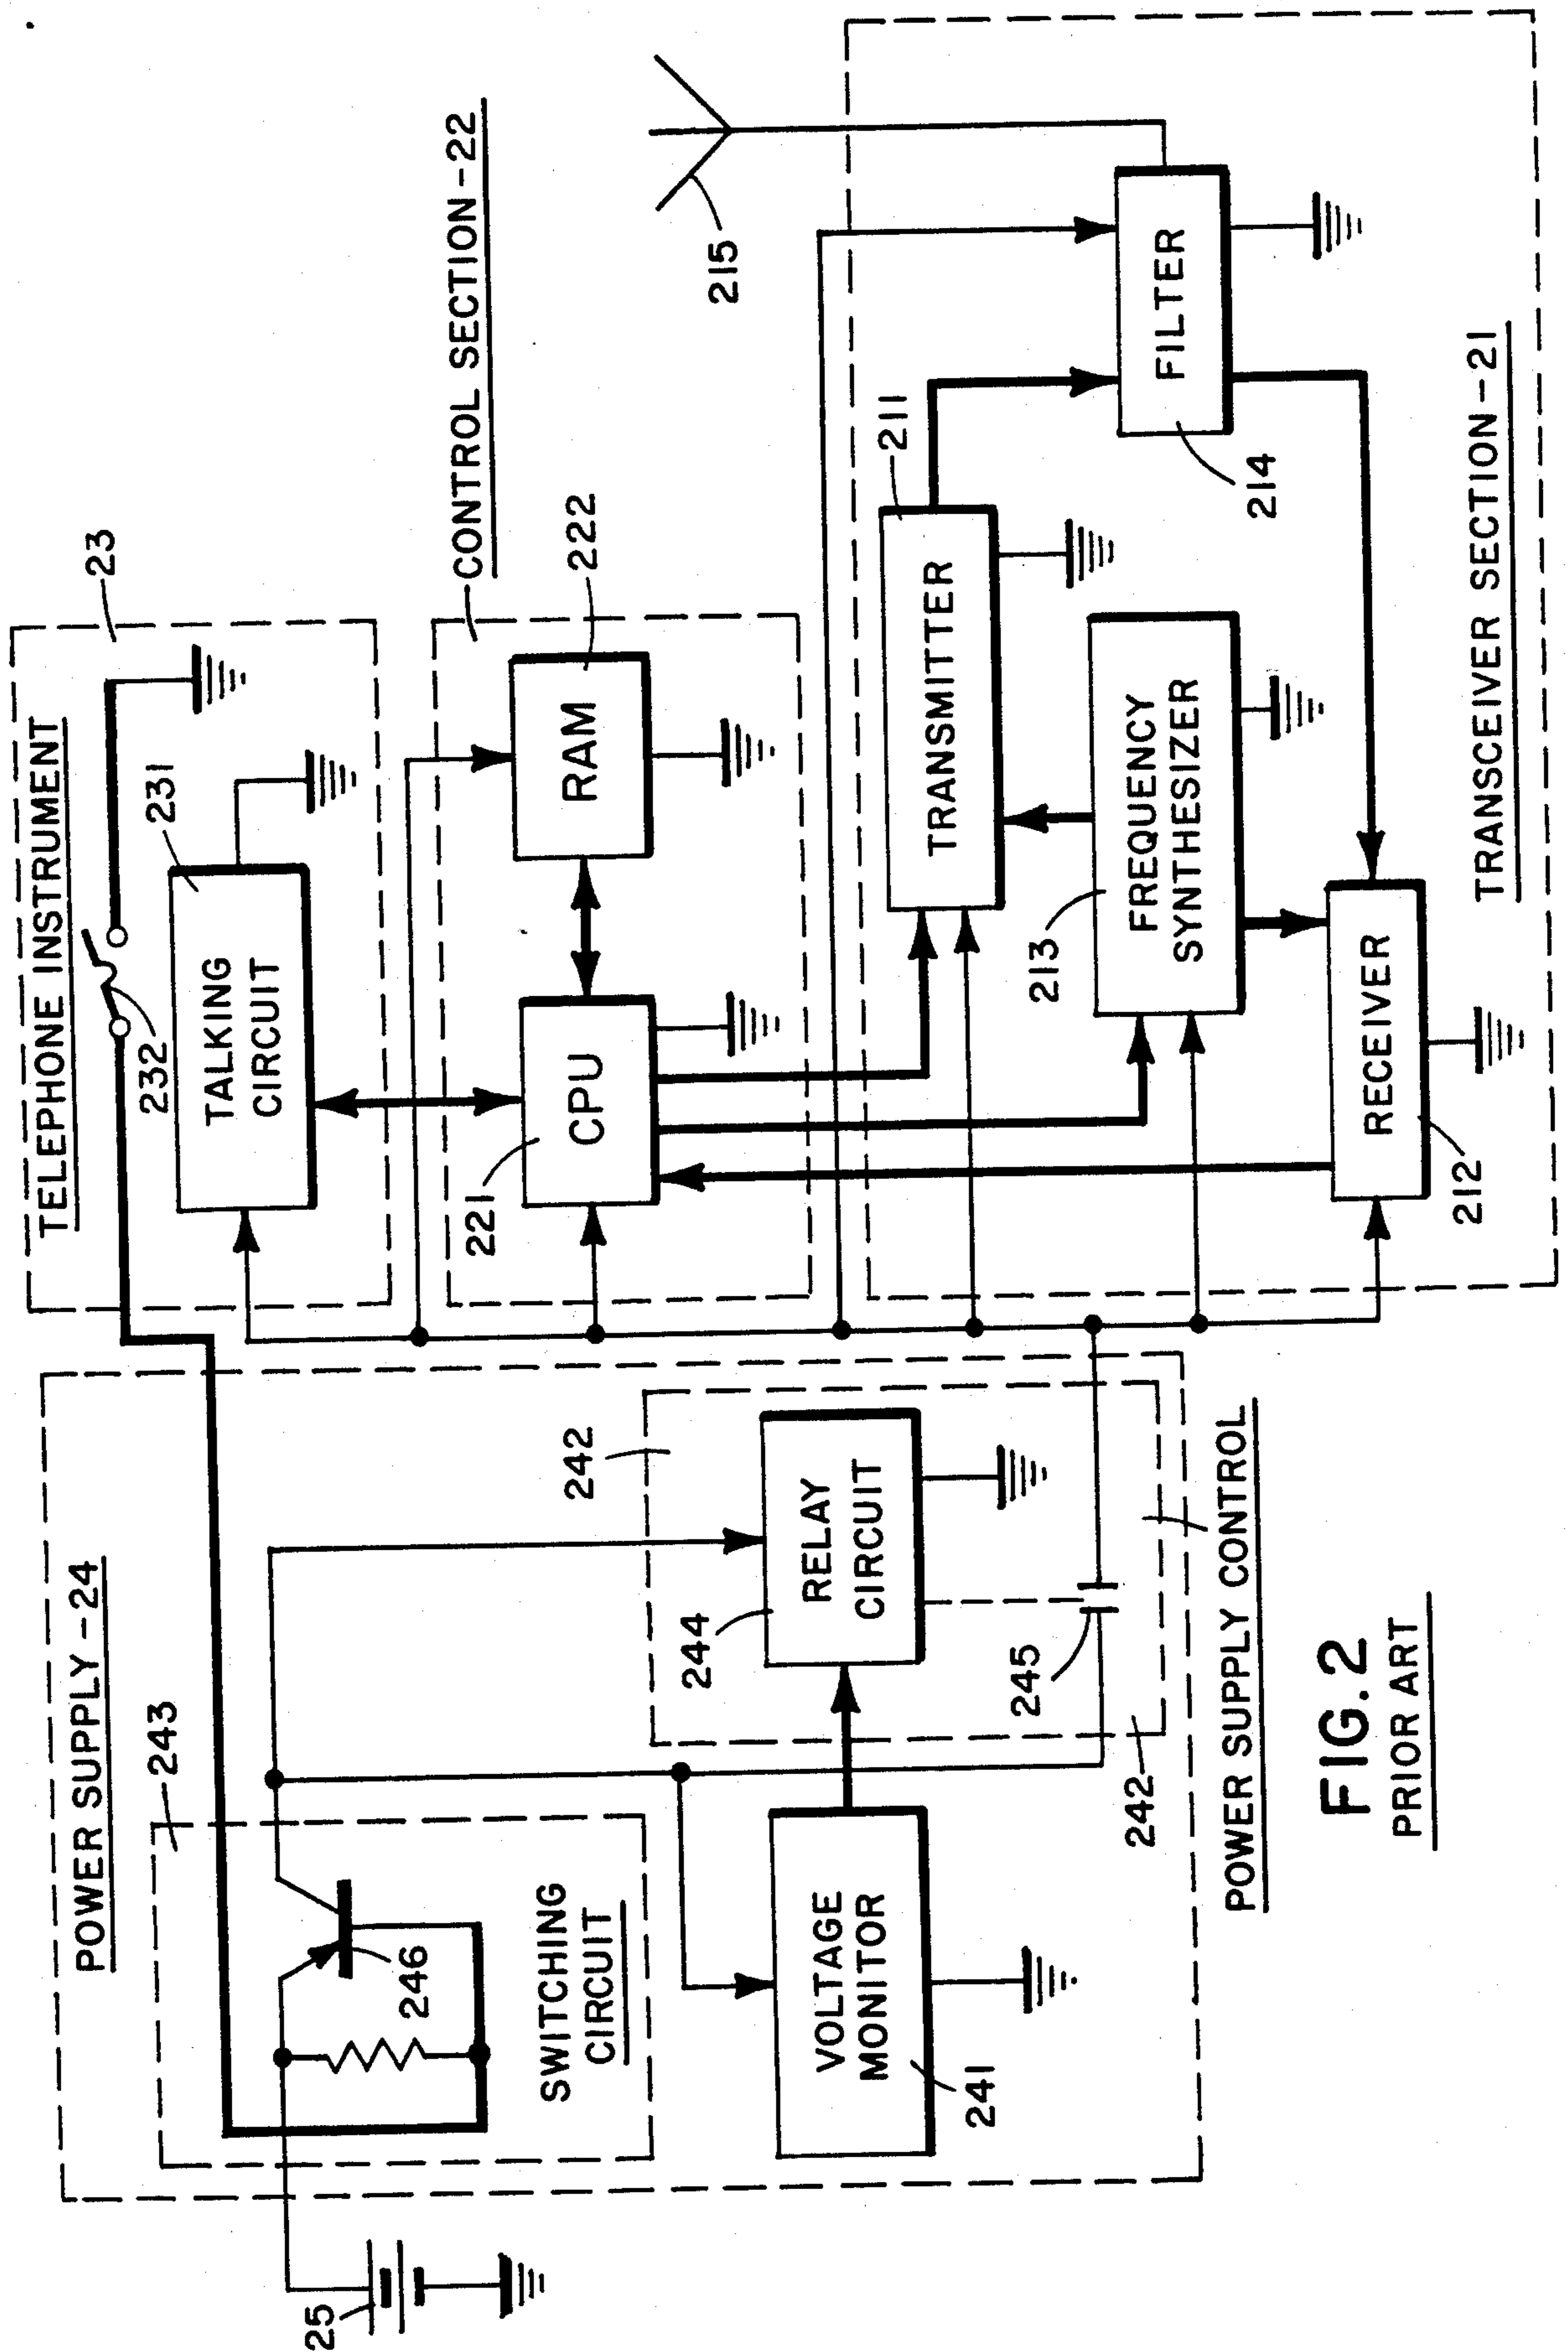 POWER SUPPLY-24
243
25
246
SWITCHING
CIRCUIT
VOLTAGE
MONITOR
241
242
244
RELAY
CIRCUIT
245
242
POWER SUPPLY CONTROL
TELEPHONE INSTRUMENT
23
232
231
TALKING
CIRCUIT
CONTROL SECTION-22
221
CPU
RAM
222
215
211
TRANSMITTER
213
FREQUENCY
SYNTHESIZER
FILTER
214
RECEIVER
212
TRANSCEIVER SECTION-21
FIG.2
PRIOR ART